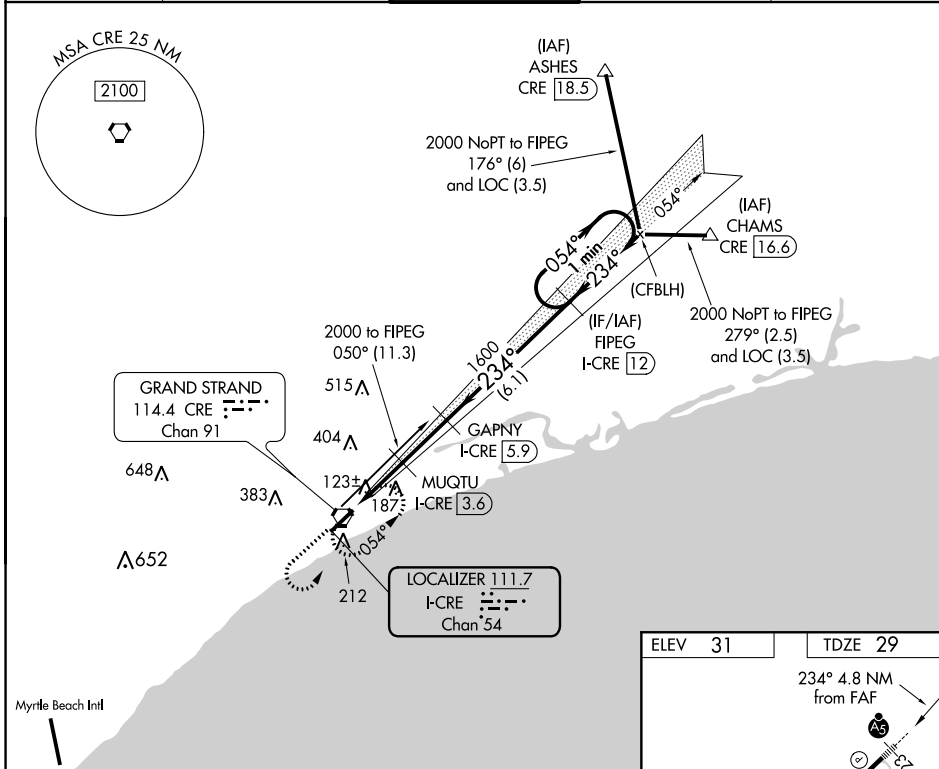 MSA CRE 25 NM
2100
(IAF)
ASHES
CRE 18.5
2000 NoPT to FIPEG
176° (6)
and LOC (3.5)
054°
(IAF)
CHAMS
CRE 16.6
054°
1 min
234°
(CFBLH)
2000 NoPT to FIPEG
279° (2.5)
and LOC (3.5)
(IF/IAF)
FIPEG
I-CRE 12
2000 to FIPEG
050° (11.3)
1600
234°
(6.1)
GRAND STRAND
114.4 CRE
Chan 91
515
404
GAPNY
I-CRE 5.9
648
383
123±
187
MUQTU
I-CRE 3.6
054°
652
212
LOCALIZER 111.7
I-CRE
Chan 54
ELEV 31
TDZE 29
234° 4.8 NM
from FAF
A5
P
23
Myrtle Beach Intl